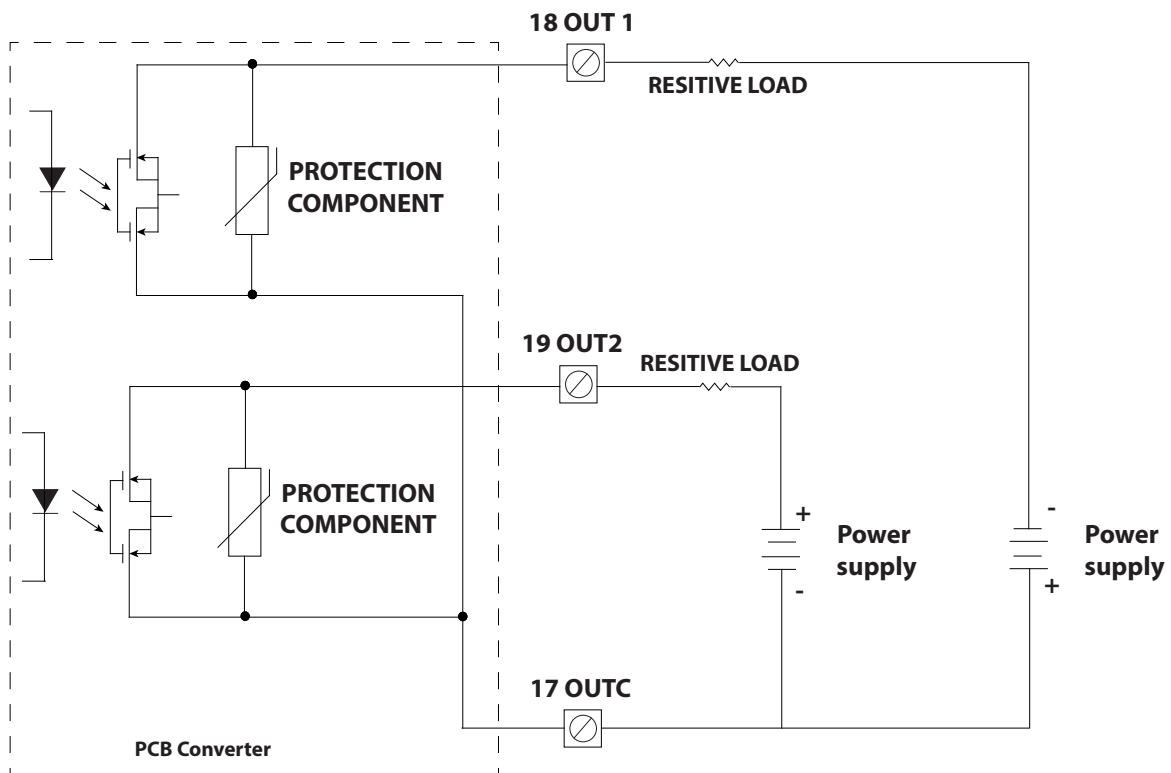 18 OUT 1
RESITIVE LOAD
PROTECTION
COMPONENT
19 OUT2
RESITIVE LOAD
PROTECTION
COMPONENT
+
Power
supply
-
-
Power
supply
+
17 OUTC
PCB Converter